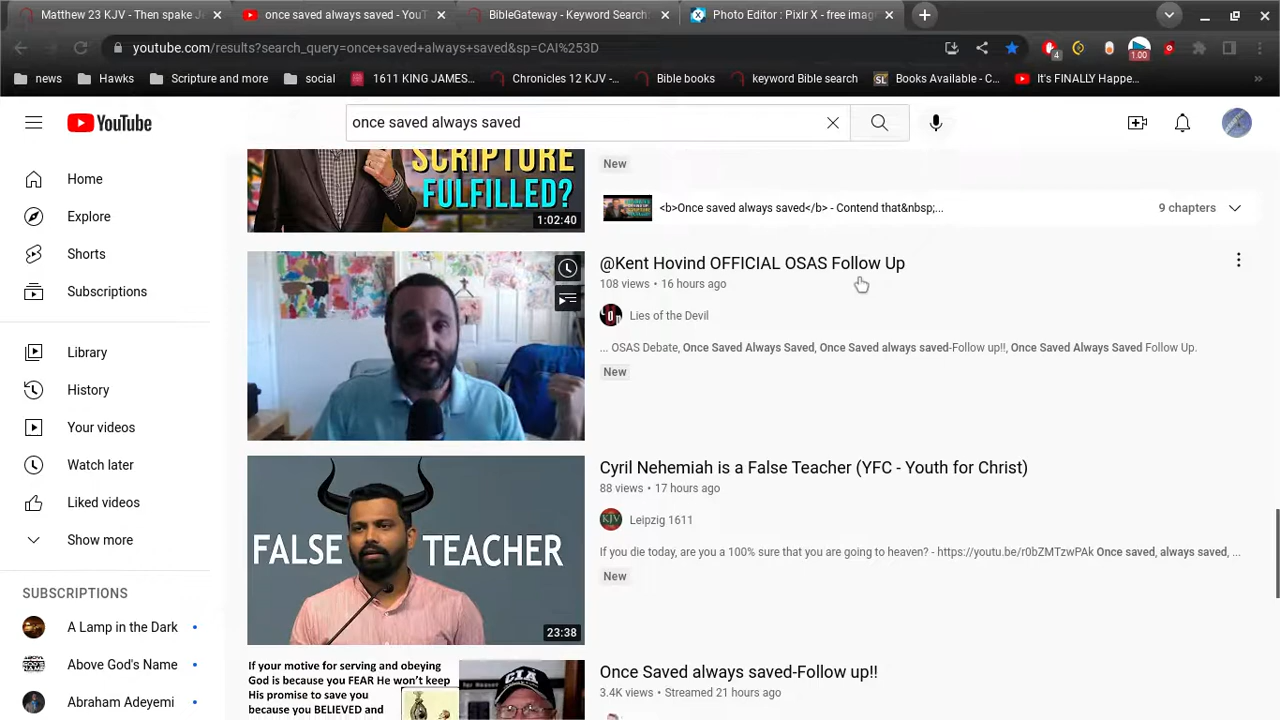 Matthew 23 KJV - Then spake J
once saved always saved - YouT
BibleGateway - Keyword Search:
Photo Editor : Pixlr X - free imag
youtube.com/results?search_query=once+saved+always+saved&sp=CAI%253D
4
1.00
news
Hawks
Scripture and more
social
1611 KING JAMES...
Chronicles 12 KJV -...
Bible books
keyword Bible search
SL
Books Available - C...
It's FINALLY Happe...
YouTube
once saved always saved
Home
Explore
Shorts
Subscriptions
Library
History
Your videos
Watch later
Liked videos
Show more
SUBSCRIPTIONS
A Lamp in the Dark
Above God's Name
Abraham Adeyemi
SCRIPTURE
FULFILLED?
1:02:40
New
<b>Once saved always saved</b> - Contend that&nbsp;...
9 chapters
@Kent Hovind OFFICIAL OSAS Follow Up
108 views • 16 hours ago
Lies of the Devil
... OSAS Debate, Once Saved Always Saved, Once Saved always saved-Follow up!!, Once Saved Always Saved Follow Up.
New
FALSE TEACHER
23:38
Cyril Nehemiah is a False Teacher (YFC - Youth for Christ)
88 views • 17 hours ago
KJV
Leipzig 1611
If you die today, are you a 100% sure that you are going to heaven? - https://youtu.be/r0bZMTzwPAk Once saved, always saved, ...
New
If your motive for serving and obeying
God is because you FEAR He won't keep
His promise to save you
because you BELIEVED and
CIA
Once Saved always saved-Follow up!!
3.4K views • Streamed 21 hours ago